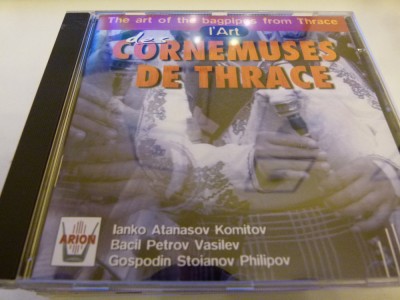 The art of the bagpipes from Thrace
l'Art
des
CORNEMUSES
DE THRACE
Ianko Atanasov Komitov
Bacil Petrov Vasilev
Gospodin Stoianov Philipov
ARION